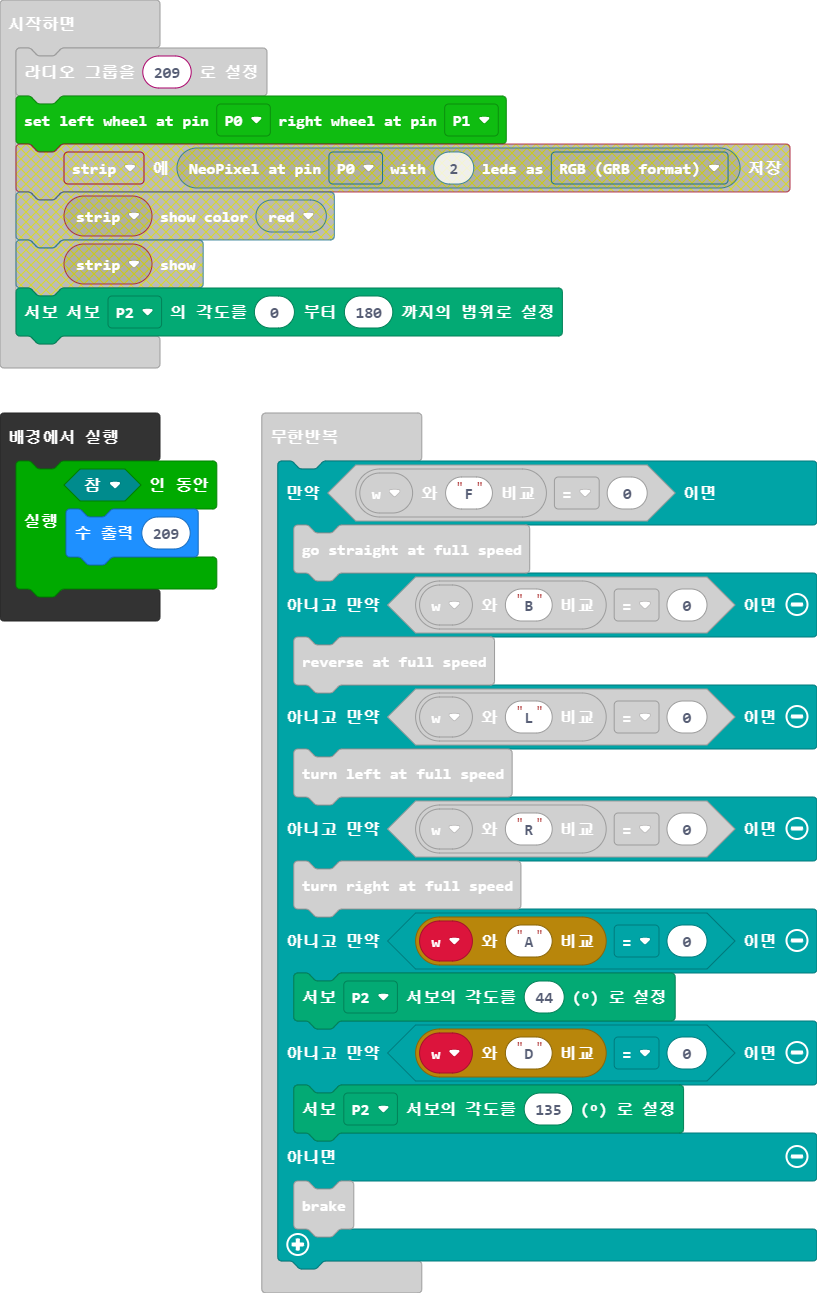 시작하면
라디오 그룹을 209 로 설정
set left wheel at pin P0 right wheel at pin P1
strip 에 NeoPixel at pin P0 with 2 leds as RGB (GRB format) 저장
strip show color red
strip show
서보 서보 P2 의 각도를 0 부터 180 까지의 범위로 설정
배경에서 실행
참 인 동안
실행 수 출력 209
무한반복
만약 w 와 "F" 비교 = 0 이면
go straight at full speed
아니고 만약 w 와 "B" 비교 = 0 이면
reverse at full speed
아니고 만약 w 와 "L" 비교 = 0 이면
turn left at full speed
아니고 만약 w 와 "R" 비교 = 0 이면
turn right at full speed
아니고 만약 w 와 "A" 비교 = 0 이면
서보 P2 서보의 각도를 44 (º) 로 설정
아니고 만약 w 와 "D" 비교 = 0 이면
서보 P2 서보의 각도를 135 (º) 로 설정
아니면
brake